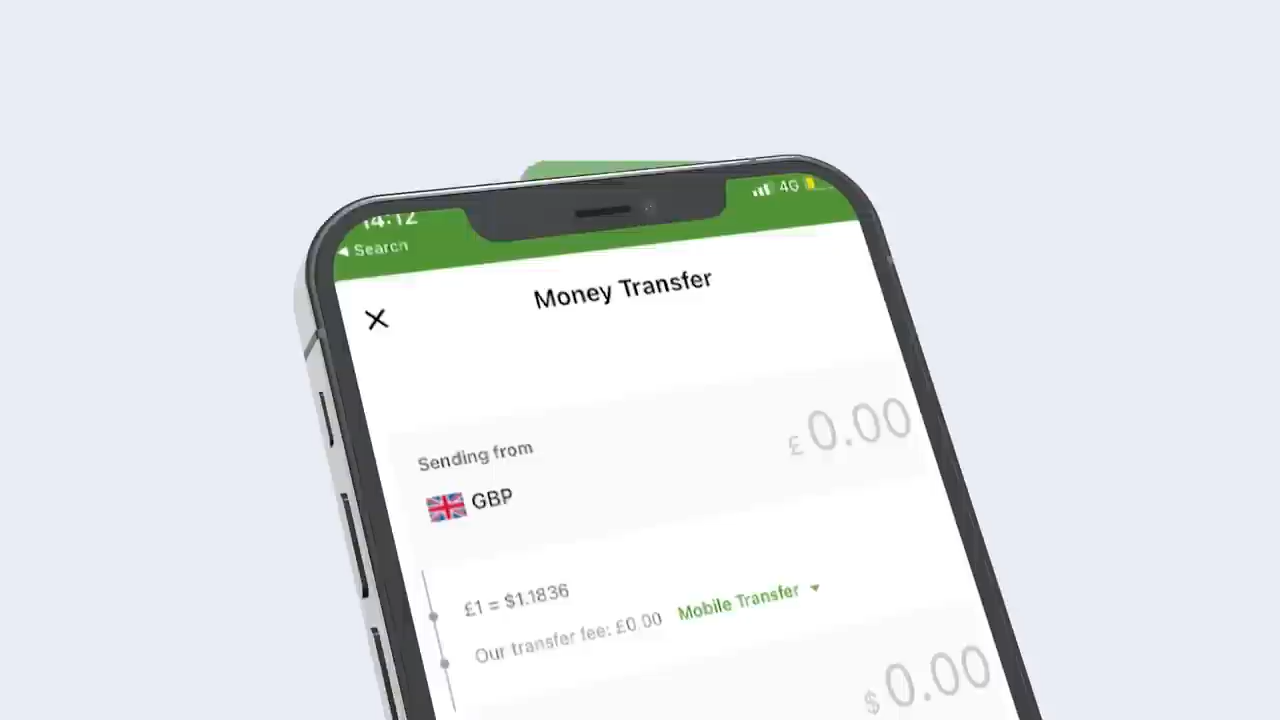 14:12
4G
◀ Search
Money Transfer
Sending from
£ 0.00
GBP
£1 = $1.1836
Our transfer fee: £0.00 Mobile Transfer
$ 0.00